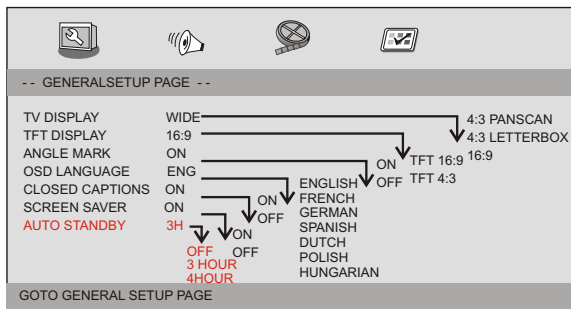 - - GENERALSETUP PAGE - -
TV DISPLAY WIDE
TFT DISPLAY 16:9
ANGLE MARK ON
OSD LANGUAGE ENG
CLOSED CAPTIONS ON
SCREEN SAVER ON
AUTO STANDBY 3H
4:3 PANSCAN
4:3 LETTERBOX
16:9
TFT 16:9
TFT 4:3
ON
OFF
ENGLISH
FRENCH
GERMAN
SPANISH
DUTCH
POLISH
HUNGARIAN
ON
OFF
ON
OFF
OFF
3 HOUR
4HOUR
GOTO GENERAL SETUP PAGE